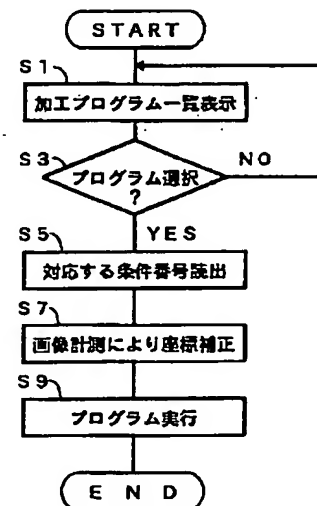 START
S1
加工プログラム一覧表示
S3
プログラム選択
?
NO
YES
S5
対応する条件番号読出
S7
画像計測により座標補正
S9
プログラム実行
END